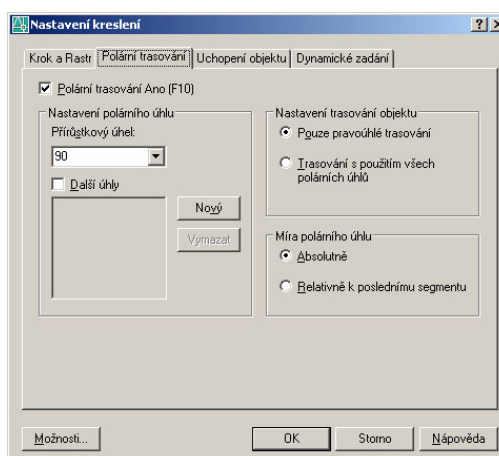 Nastavení kreslení
Krok a Rastr Polární trasování Uchopení objektu Dynamické zadání
Polární trasování Ano (F10)
Nastavení polárního úhlu
Přírůstkový úhel:
90
Další úhly
Nový
Vymazat
Nastavení trasování objektu
Pouze pravoúhlé trasování
Trasování s použitím všech
polárních úhlů
Míra polárního úhlu
Absolutně
Relativně k poslednímu segmentu
Možnosti... OK Storno Nápověda